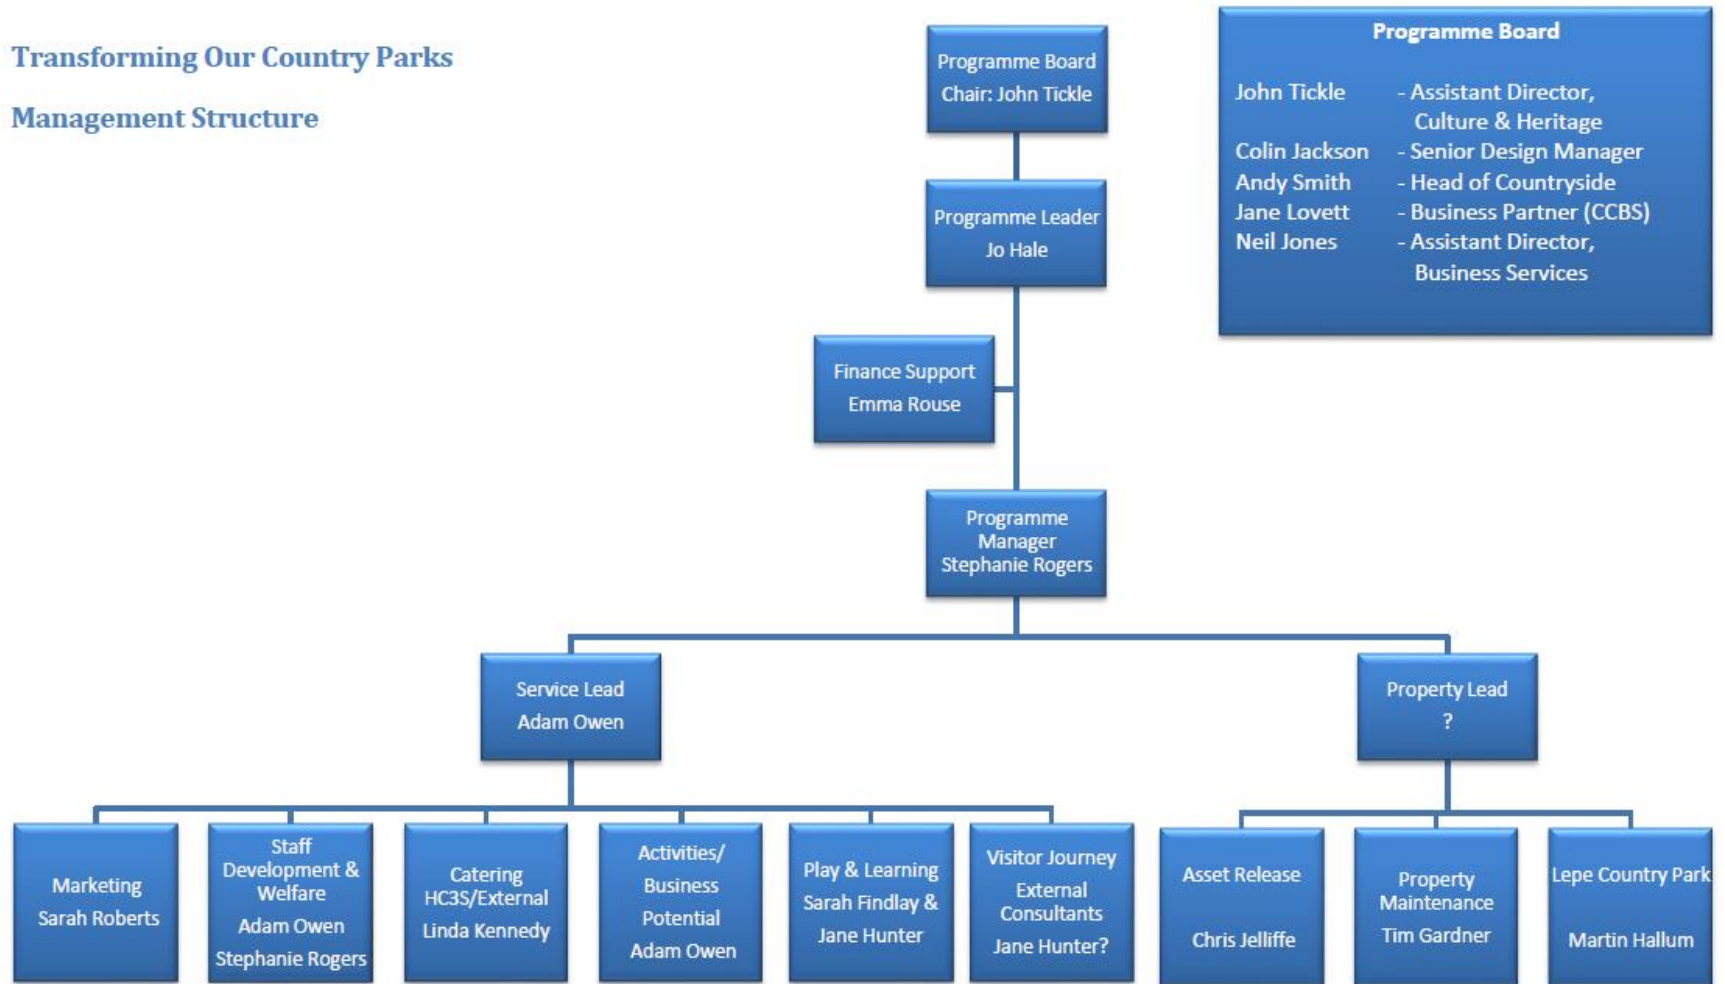 Transforming Our Country Parks
Management Structure
Programme Board
Chair: John Tickle
Programme Board
John Tickle - Assistant Director,
Culture & Heritage
Colin Jackson - Senior Design Manager
Andy Smith - Head of Countryside
Jane Lovett - Business Partner (CCBS)
Neil Jones - Assistant Director,
Business Services
Programme Leader
Jo Hale
Finance Support
Emma Rouse
Programme
Manager
Stephanie Rogers
Service Lead
Adam Owen
Property Lead
?
Marketing
Sarah Roberts
Staff
Development &
Welfare
Adam Owen
Stephanie Rogers
Catering
HC3S/External
Linda Kennedy
Activities/
Business
Potential
Adam Owen
Play & Learning
Sarah Findlay &
Jane Hunter
Visitor Journey
External
Consultants
Jane Hunter?
Asset Release
Chris Jelliffe
Property
Maintenance
Tim Gardner
Lepe Country Park
Martin Hallum